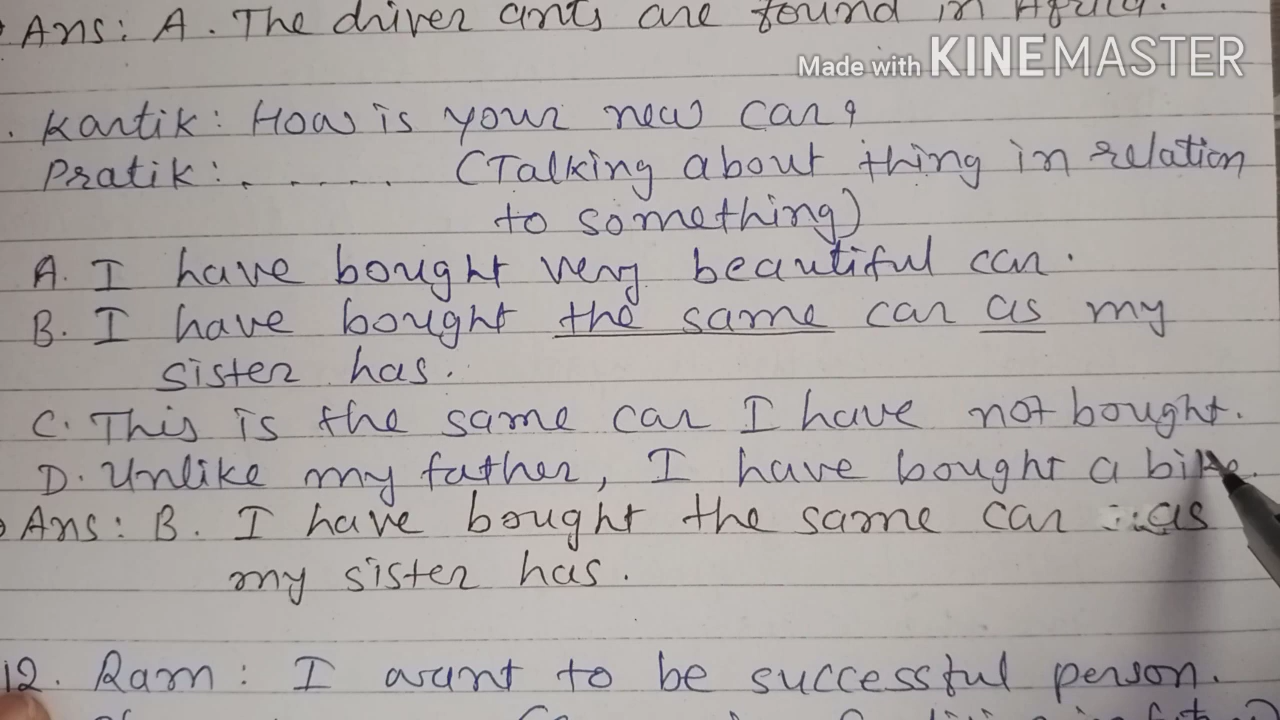 Ans: A. The driver ants are found in Africa.
Made with KINEMASTER
. Kartik: How is your new car?
Pratik: . . . . . . (Talking about thing in relation
to something)
A. I have bought very beautiful car.
B. I have bought the same car as my
sister has.
C. This is the same car I have not bought.
D. Unlike my father, I have bought a bike.
Ans: B. I have bought the same car as
my sister has.
12. Ram: I want to be successful person.